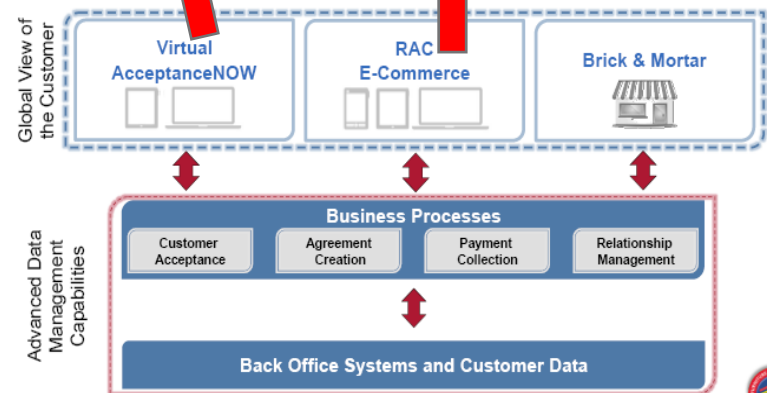 Global View of
the Customer
Virtual
AcceptanceNOW
RAC
E-Commerce
Brick & Mortar
Advanced Data
Management
Capabilities
Business Processes
Customer
Acceptance
Agreement
Creation
Payment
Collection
Relationship
Management
Back Office Systems and Customer Data